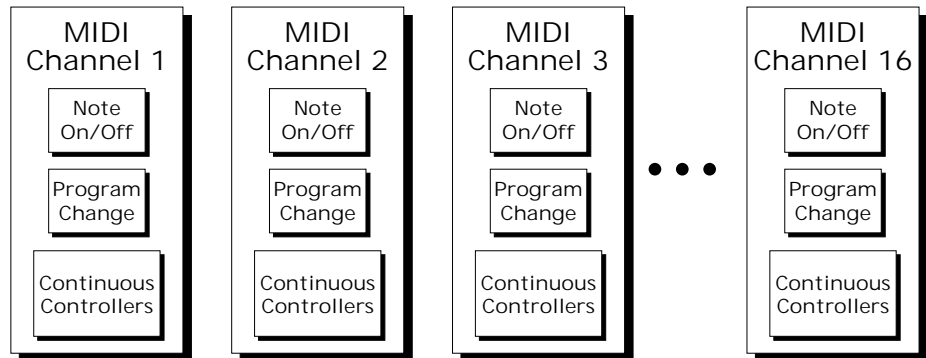 MIDI
Channel 1
Note
On/Off
Program
Change
Continuous
Controllers
MIDI
Channel 2
Note
On/Off
Program
Change
Continuous
Controllers
MIDI
Channel 3
Note
On/Off
Program
Change
Continuous
Controllers
• • •
MIDI
Channel 16
Note
On/Off
Program
Change
Continuous
Controllers